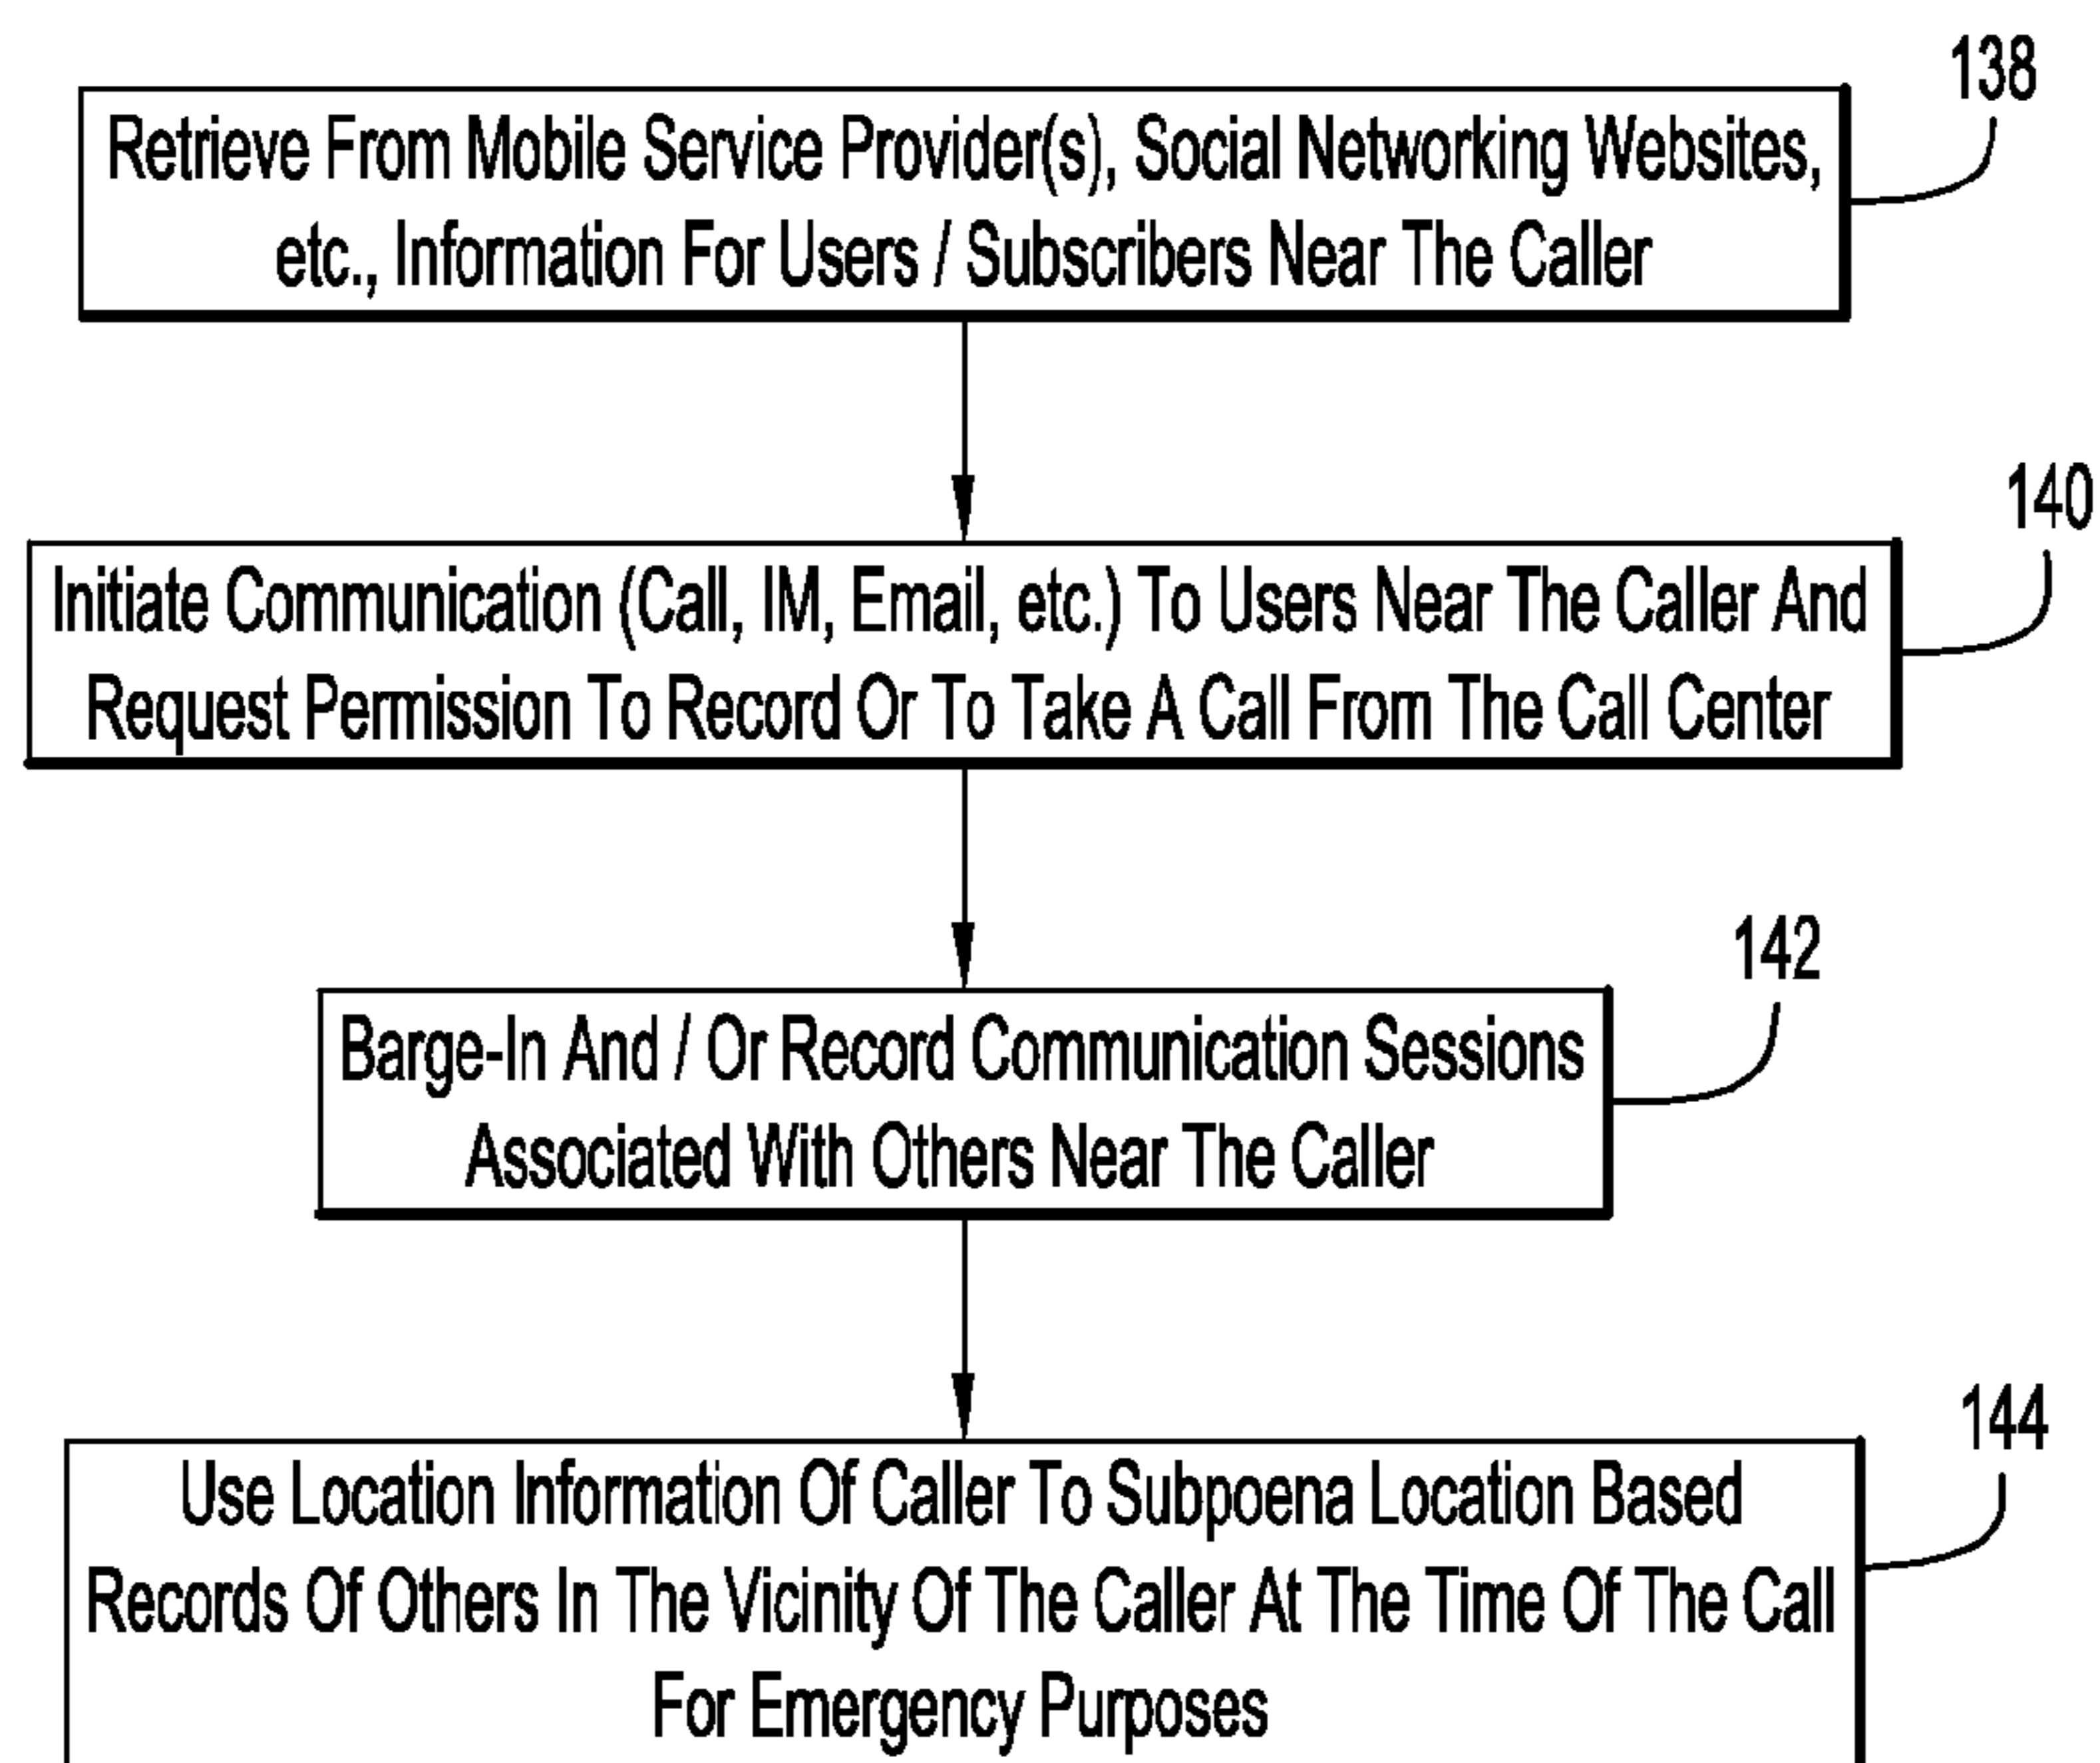 138
Retrieve From Mobile Service Provider(s), Social Networking Websites,
etc., Information For Users / Subscribers Near The Caller
140
Initiate Communication (Call, IM, Email, etc.) To Users Near The Caller And
Request Permission To Record Or To Take A Call From The Call Center
142
Barge-In And / Or Record Communication Sessions
Associated With Others Near The Caller
144
Use Location Information Of Caller To Subpoena Location Based
Records Of Others In The Vicinity Of The Caller At The Time Of The Call
For Emergency Purposes